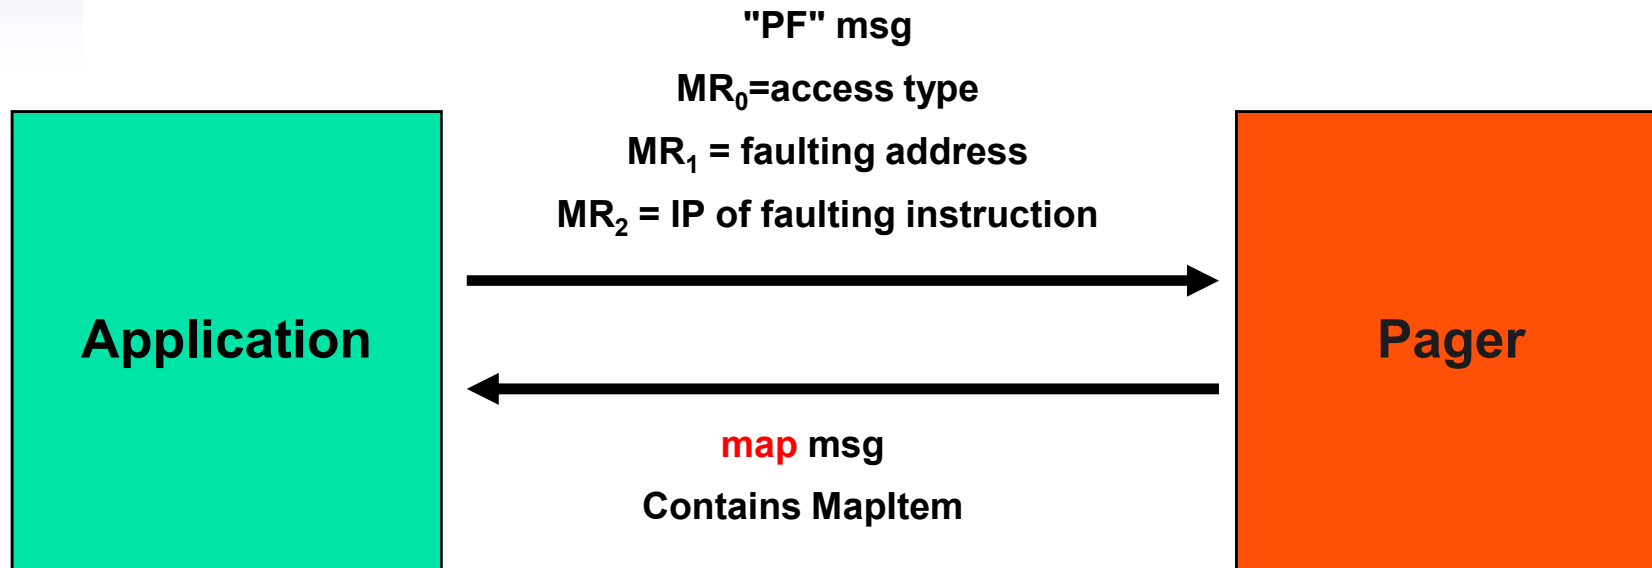 "PF" msg
MR₀=access type
MR₁ = faulting address
MR₂ = IP of faulting instruction
Application
Pager
map msg
Contains MapItem